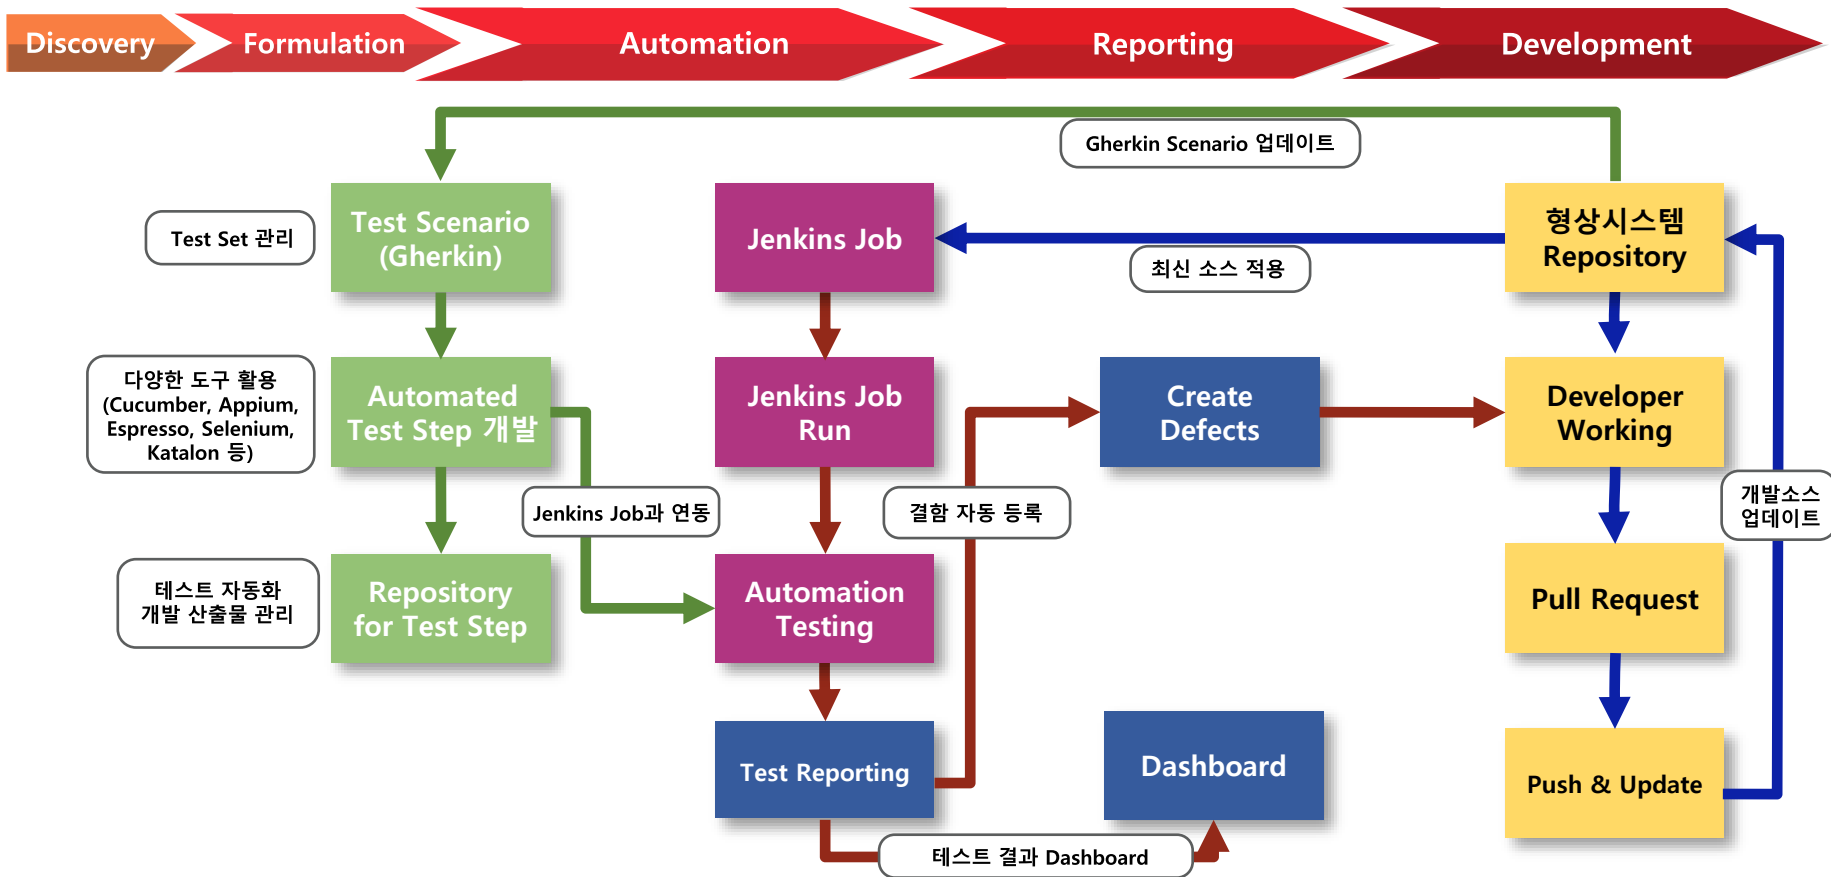 Discovery
Formulation
Automation
Reporting
Development
Gherkin Scenario 업데이트
Test Set 관리
Test Scenario
(Gherkin)
Jenkins Job
최신 소스 적용
형상시스템
Repository
다양한 도구 활용
(Cucumber, Appium,
Espresso, Selenium,
Katalon 등)
Automated
Test Step 개발
Jenkins Job
Run
Create
Defects
Developer
Working
Jenkins Job과 연동
결함 자동 등록
개발소스
업데이트
테스트 자동화
개발 산출물 관리
Repository
for Test Step
Automation
Testing
Pull Request
Test Reporting
Dashboard
Push & Update
테스트 결과 Dashboard